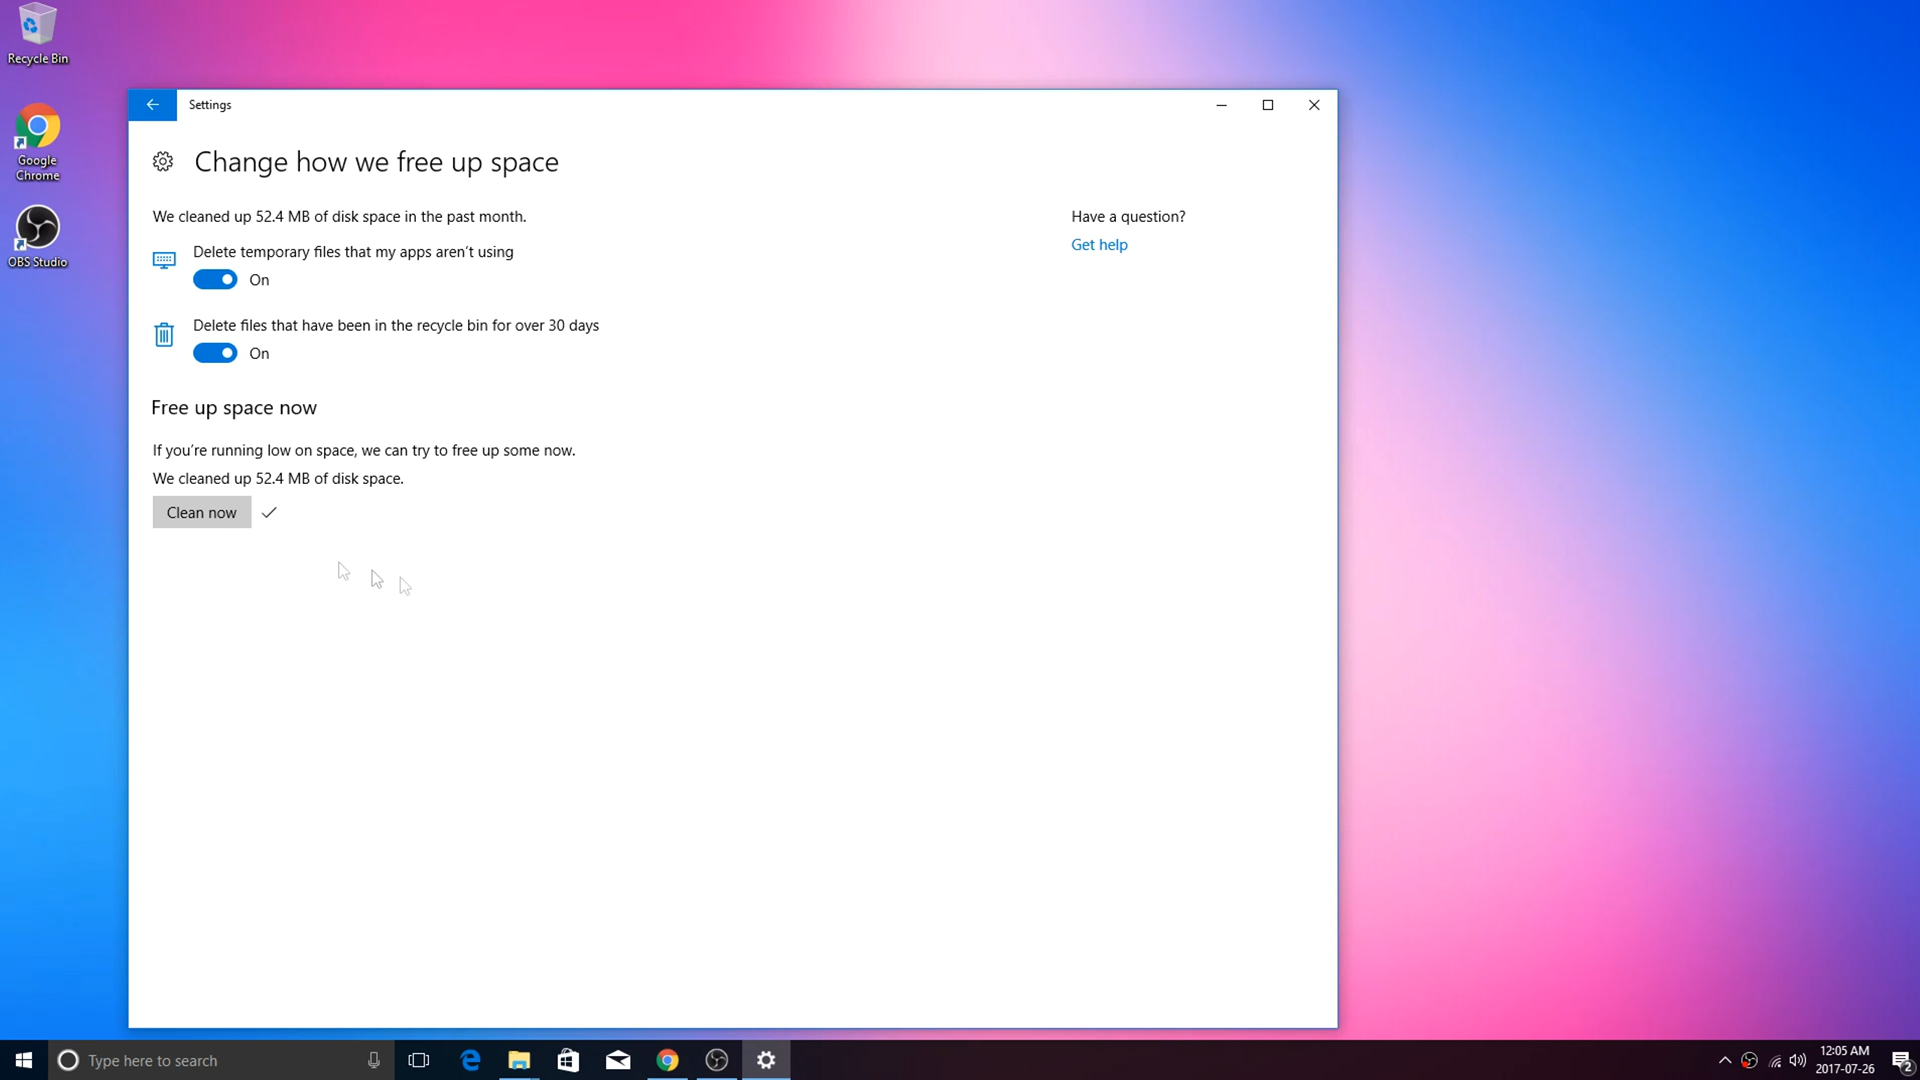 Recycle Bin
Google
Chrome
OBS Studio
Settings
Change how we free up space
We cleaned up 52.4 MB of disk space in the past month.
Delete temporary files that my apps aren't using
On
Delete files that have been in the recycle bin for over 30 days
On
Free up space now
If you're running low on space, we can try to free up some now.
We cleaned up 52.4 MB of disk space.
Clean now
Have a question?
Get help
Type here to search
12:05 AM
2017-07-26
2